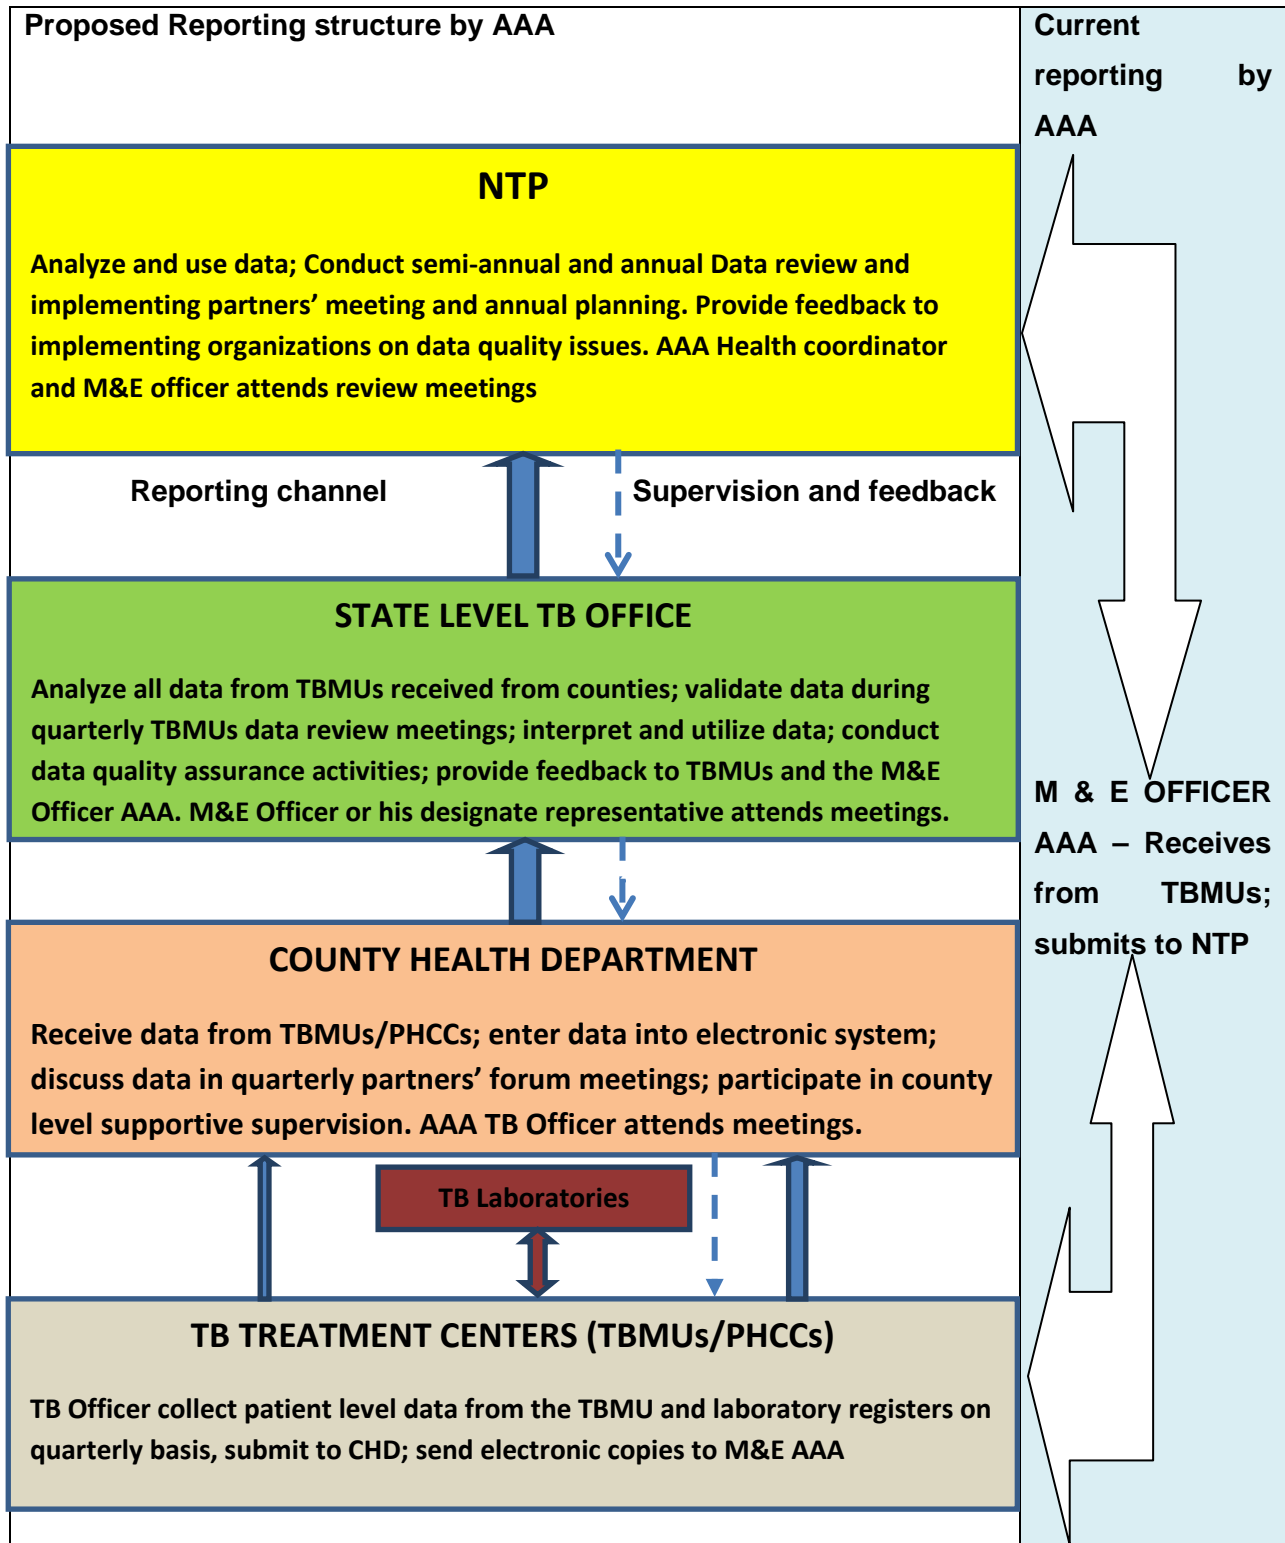 Proposed Reporting structure by AAA
Current
reporting by
AAA
NTP
Analyze and use data; Conduct semi-annual and annual Data review and
implementing partners’ meeting and annual planning. Provide feedback to
implementing organizations on data quality issues. AAA Health coordinator
and M&E officer attends review meetings
Reporting channel
Supervision and feedback
STATE LEVEL TB OFFICE
Analyze all data from TBMUs received from counties; validate data during
quarterly TBMUs data review meetings; interpret and utilize data; conduct
data quality assurance activities; provide feedback to TBMUs and the M&E
Officer AAA. M&E Officer or his designate representative attends meetings.
M & E OFFICER
AAA – Receives
from TBMUs;
submits to NTP
COUNTY HEALTH DEPARTMENT
Receive data from TBMUs/PHCCs; enter data into electronic system;
discuss data in quarterly partners’ forum meetings; participate in county
level supportive supervision. AAA TB Officer attends meetings.
TB Laboratories
TB TREATMENT CENTERS (TBMUs/PHCCs)
TB Officer collect patient level data from the TBMU and laboratory registers on
quarterly basis, submit to CHD; send electronic copies to M&E AAA